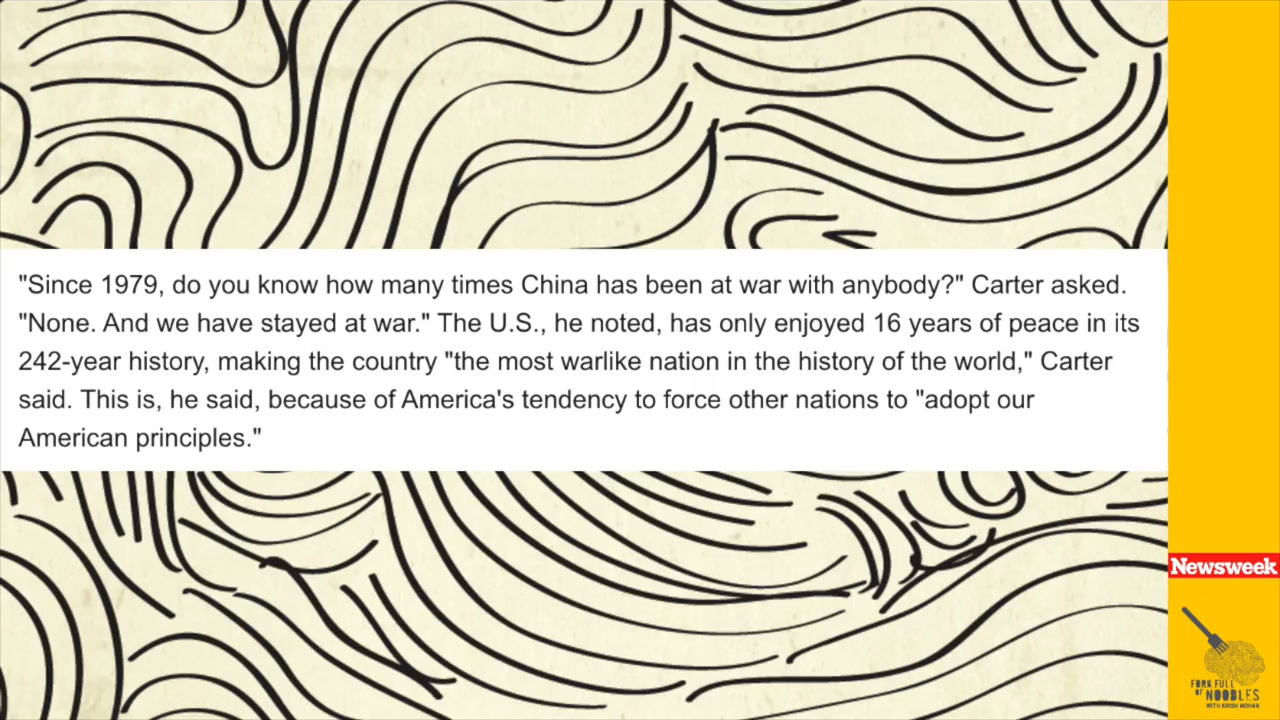 "Since 1979, do you know how many times China has been at war with anybody?" Carter asked.
"None. And we have stayed at war." The U.S., he noted, has only enjoyed 16 years of peace in its
242-year history, making the country "the most warlike nation in the history of the world," Carter
said. This is, he said, because of America's tendency to force other nations to "adopt our
American principles."
Newsweek
FORK FULL
OF NOODLES
WITH KRISH MOHAN